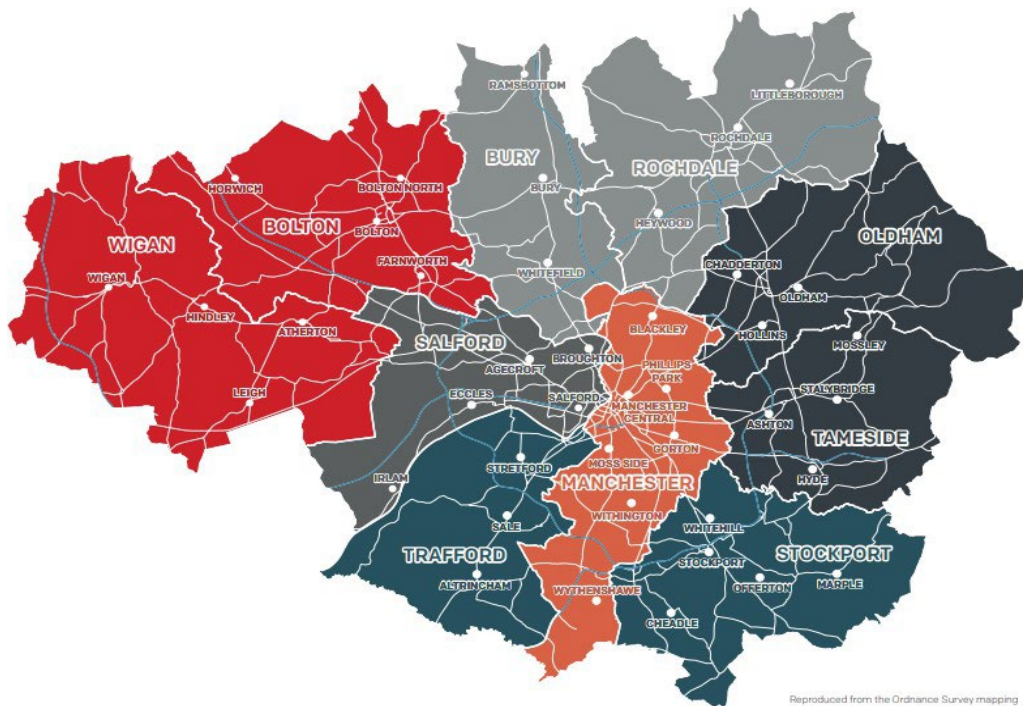 RAMSBOTTOM
LITTLEBOROUGH
ROCHDALE
BURY
ROCHDALE
HORWICH
BOLTON NORTH
BURY
BOLTON
BOLTON
HEYWOOD
WIGAN
OLDHAM
FARNWORTH
WHITEFIELD
CHADDERTON
WIGAN
OLDHAM
HINDLEY
ATHERTON
BLACKLEY
HOLLINS
MOSSLEY
SALFORD
BROUGHTON
AGECROFT
PHILLIPS
PARK
LEIGH
ECCLES
SALFORD
MANCHESTER
CENTRAL
STALYBRIDGE
ASHTON
TAMESIDE
GORTON
MOSS SIDE
STRETFORD
IRLAM
HYDE
MANCHESTER
SALE
WITHINGTON
WHITEHILL
TRAFFORD
STOCKPORT
STOCKPORT
ALTRINCHAM
OFFERTON
MARPLE
WYTHENSHAWE
CHEADLE
Reproduced from the Ordnance Survey mapping